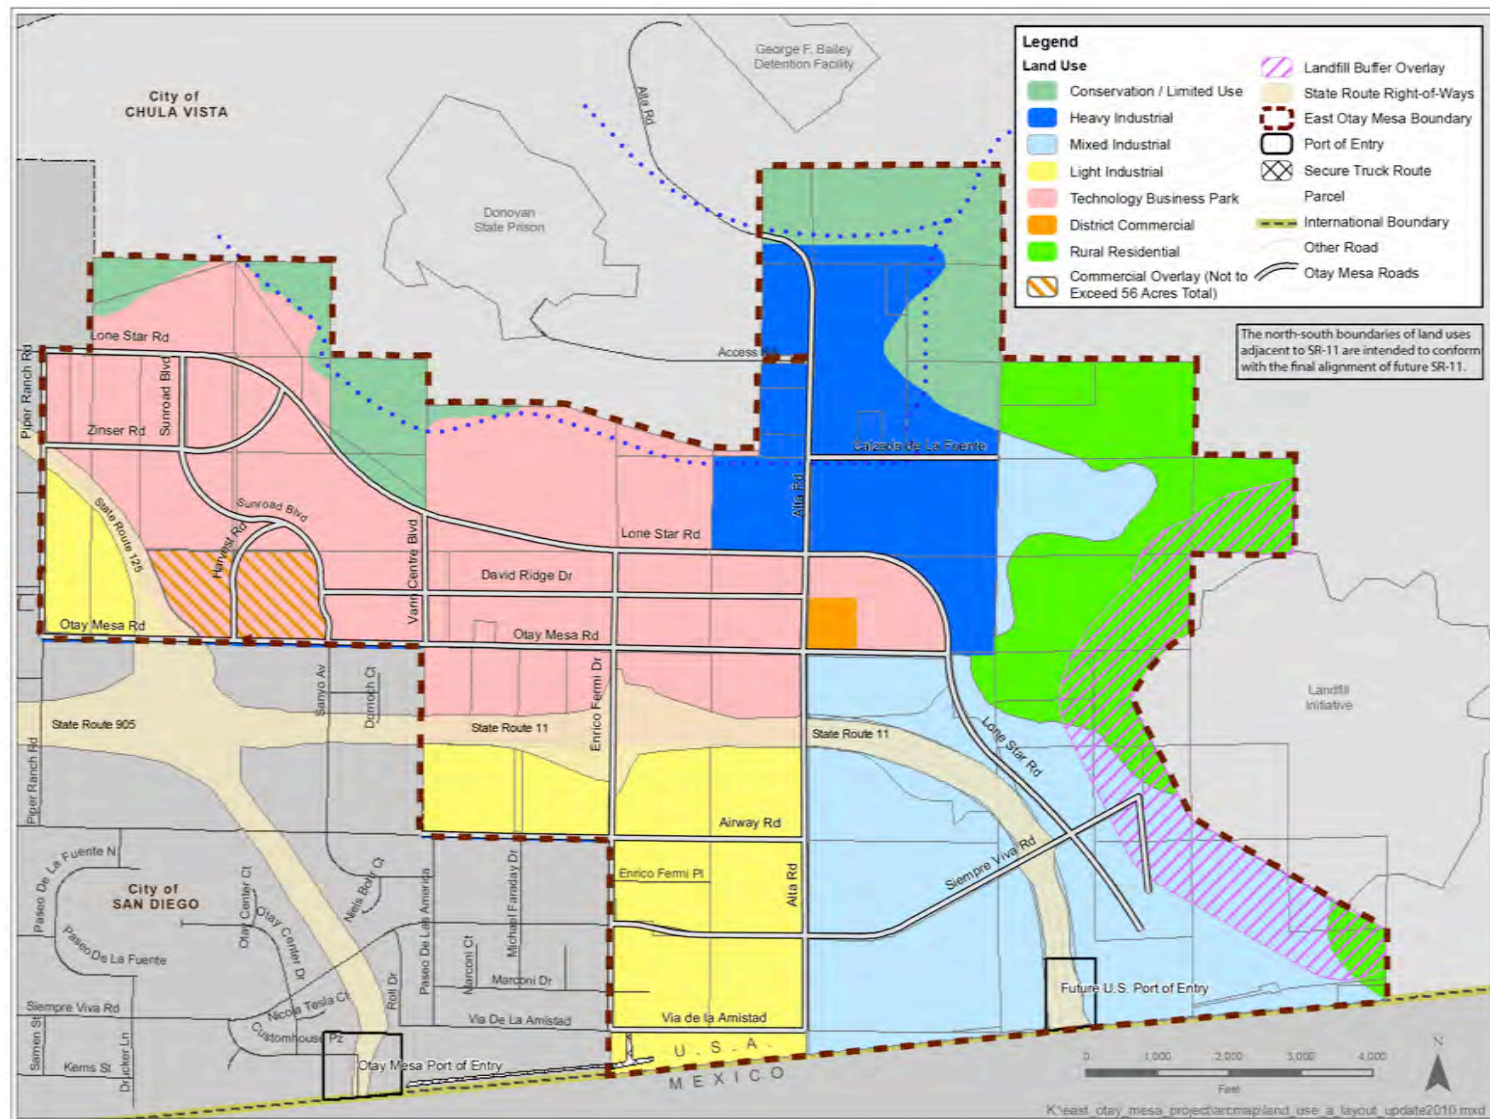 City of
CHULA VISTA
George F. Bailey
Detention Facility
Alta Rd
Donovan
State Prison
Legend
Land Use
Conservation / Limited Use
Heavy Industrial
Mixed Industrial
Light Industrial
Technology Business Park
District Commercial
Rural Residential
Commercial Overlay (Not to
Exceed 56 Acres Total)
Landfill Buffer Overlay
State Route Right-of-Ways
East Otay Mesa Boundary
Port of Entry
Secure Truck Route
Parcel
International Boundary
Other Road
Otay Mesa Roads
The north-south boundaries of land uses
adjacent to SR-11 are intended to conform
with the final alignment of future SR-11.
Lone Star Rd
Piper Ranch Rd
Sunroad Blvd
Zinser Rd
Access
Calzada de La Fuente
Alta Rd
State Route 125
Sunroad Blvd
Harvest Rd
Vann Centre Blvd
Lone Star Rd
David Ridge Dr
Otay Mesa Rd
Otay Mesa Rd
Sanyo Av
Dornoch Ct
Enrico Fermi Dr
State Route 905
State Route 11
State Route 11
Lone Star Rd
Landfill
Initiative
Piper Ranch Rd
Airway Rd
Siempre Viva Rd
Paseo De La Fuente N
City of
SAN DIEGO
Otay Center Ct
Otay Center Dr
Niels Bohr Ct
Paseo De Las America
Michael Faraday Dr
Enrico Fermi Pl
Alta Rd
Paseo De La Fuente
Marconi Ct
Marconi Dr
Roll Dr
Nicola Tesla Ct
Siempre Viva Rd
Customhouse Pz
Via De La Amistad
Via de la Amistad
Future U.S. Port of Entry
Sarnen St
Kerns St
Drucker Ln
Otay Mesa Port of Entry
U.S.A.
MEXICO
N
0 1,000 2,000 3,000 4,000
Feet
K:\east_otay_mesa_project\arcmap\land_use_a_layout_update2010.mxd